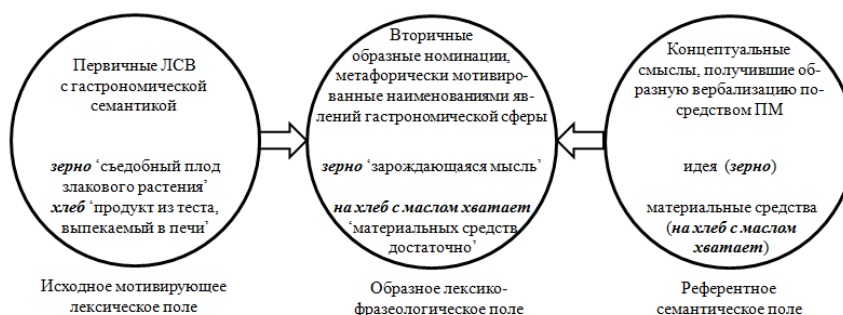 Первичные ЛСВ
с гастрономической
семантикой
зерно ‘съедобный плод
злакового растения’
хлеб ‘продукт из теста,
выпекаемый в печи’
Исходное мотивирующее
лексическое поле
Вторичные
образные номинации,
метафорически мотивиро-
ванные наименованиями яв-
лений гастрономической сферы
зерно ‘зарождающаяся мысль’
на хлеб с маслом хватает
‘материальных средств
достаточно’
Образное лексико-
фразеологическое поле
Концептуальные
смыслы, получившие об-
разную вербализацию по-
средством ПМ
идея (зерно)
материальные средства
(на хлеб с маслом
хватает)
Референтное
семантическое поле